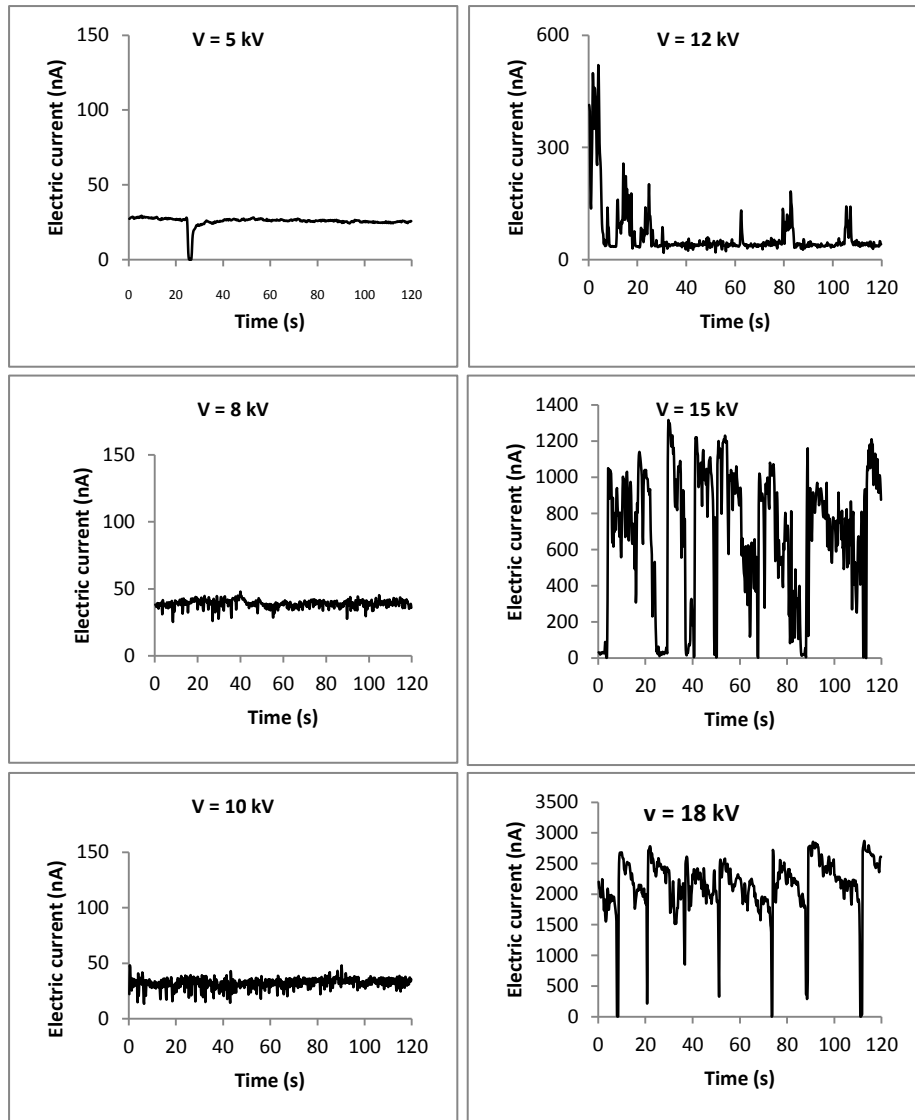 V = 5 kV
Electric current (nA)
150
100
50
0
0 20 40 60 80 100 120
Time (s)
V = 12 kV
Electric current (nA)
600
300
0
0 20 40 60 80 100 120
Time (s)
V = 8 kV
Electric current (nA)
150
100
50
0
0 20 40 60 80 100 120
Time (s)
V = 15 kV
Electric current (nA)
1400
1200
1000
800
600
400
200
0
0 20 40 60 80 100 120
Time (s)
V = 10 kV
Electric current (nA)
150
100
50
0
0 20 40 60 80 100 120
Time (s)
v = 18 kV
Electric current (nA)
3500
3000
2500
2000
1500
1000
500
0
0 20 40 60 80 100 120
Time (s)